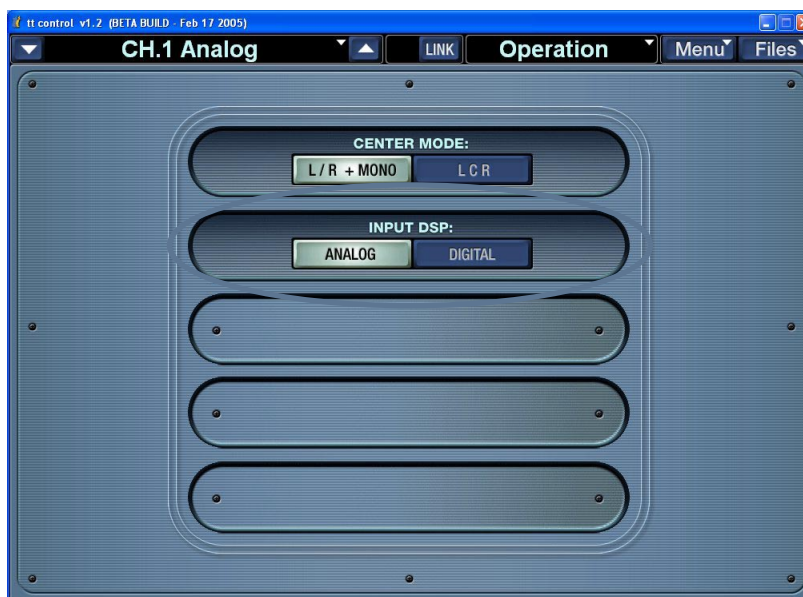 tt control v1.2 (BETA BUILD - Feb 17 2005)
CH.1 Analog LINK Operation Menu Files
CENTER MODE:
L / R + MONO L C R
INPUT DSP:
ANALOG DIGITAL